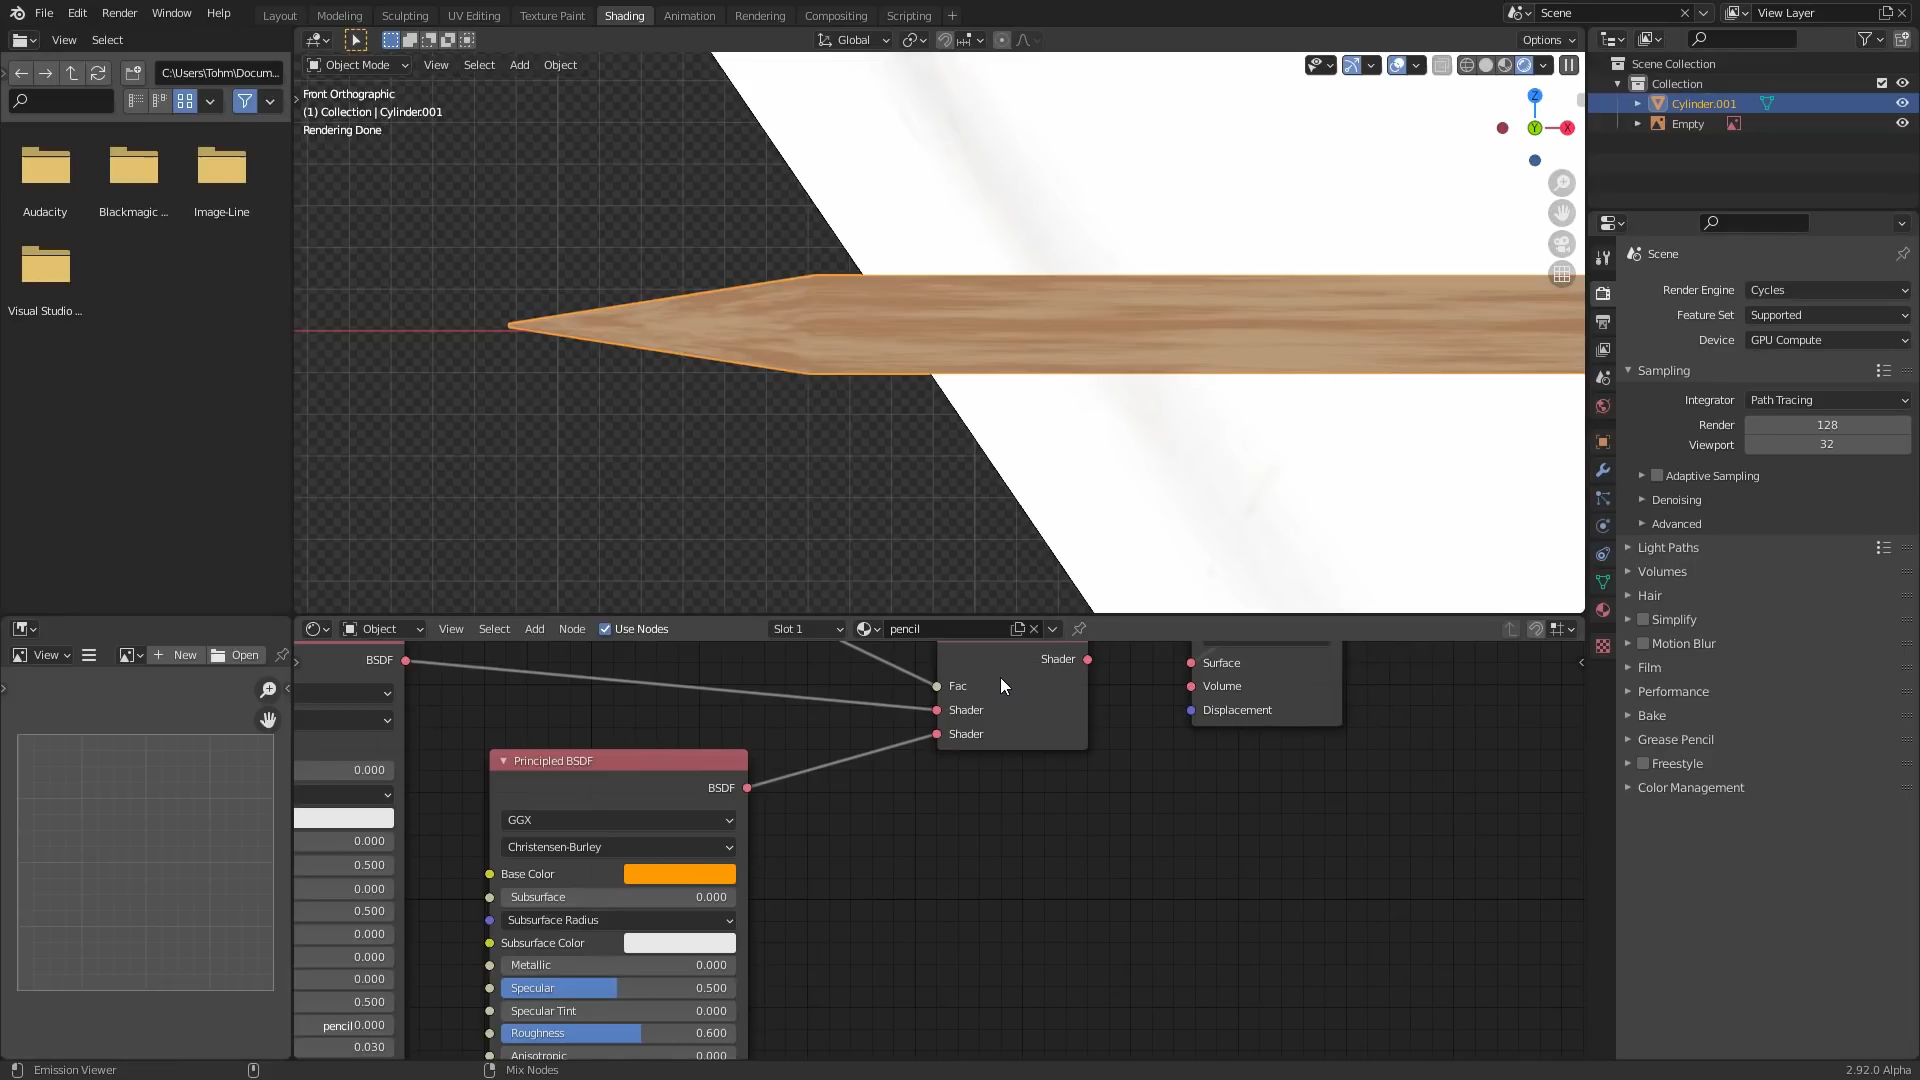 File Edit Render Window Help
Layout Modeling Sculpting UV Editing Texture Paint Shading Animation Rendering Compositing Scripting
Scene
View Layer
View Select
Global
Options
C:\Users\Tohm\Docum...
Audacity
Blackmagic ...
Image-Line
Visual Studio ...
Object Mode View Select Add Object
Front Orthographic
(1) Collection | Cylinder.001
Rendering Done
Z
Y
X
Scene Collection
Collection
Cylinder.001
Empty
Scene
Render Engine Cycles
Feature Set Supported
Device GPU Compute
Sampling
Integrator Path Tracing
Render 128
Viewport 32
Adaptive Sampling
Denoising
Advanced
Light Paths
Volumes
Hair
Simplify
Motion Blur
Film
Performance
Bake
Grease Pencil
Freestyle
Color Management
View
New
Open
Object View Select Add Node Use Nodes Slot 1 pencil
BSDF
0.000
0.000
0.500
0.000
0.500
0.000
0.000
0.000
0.500
0.000
0.030
pencil
Shader
Fac
Shader
Shader
Surface
Volume
Displacement
Principled BSDF
BSDF
GGX
Christensen-Burley
Base Color
Subsurface 0.000
Subsurface Radius
Subsurface Color
Metallic 0.000
Specular 0.500
Specular Tint 0.000
Roughness 0.600
Anisotropic 0.000
Emission Viewer
Mix Nodes
2.92.0 Alpha